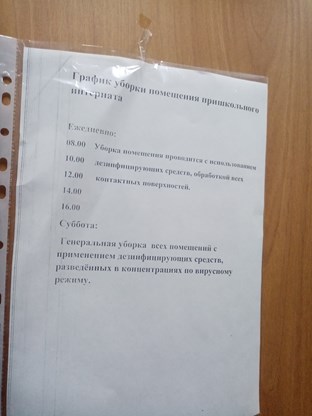 График уборки помещения пришкольного
интерната
Ежедневно:
08.00 Уборка помещения проводится с использованием
10.00 дезинфицирующих средств, обработкой всех
12.00 контактных поверхностей.
14.00
16.00
Суббота:
Генеральная уборка всех помещений с
применением дезинфицирующих средств,
разведённых в концентрациях по вирусному
режиму.